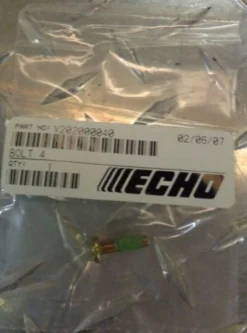 PART NO: V202000040 02/06/07
BOLT 4
QTY: 1
ECHO